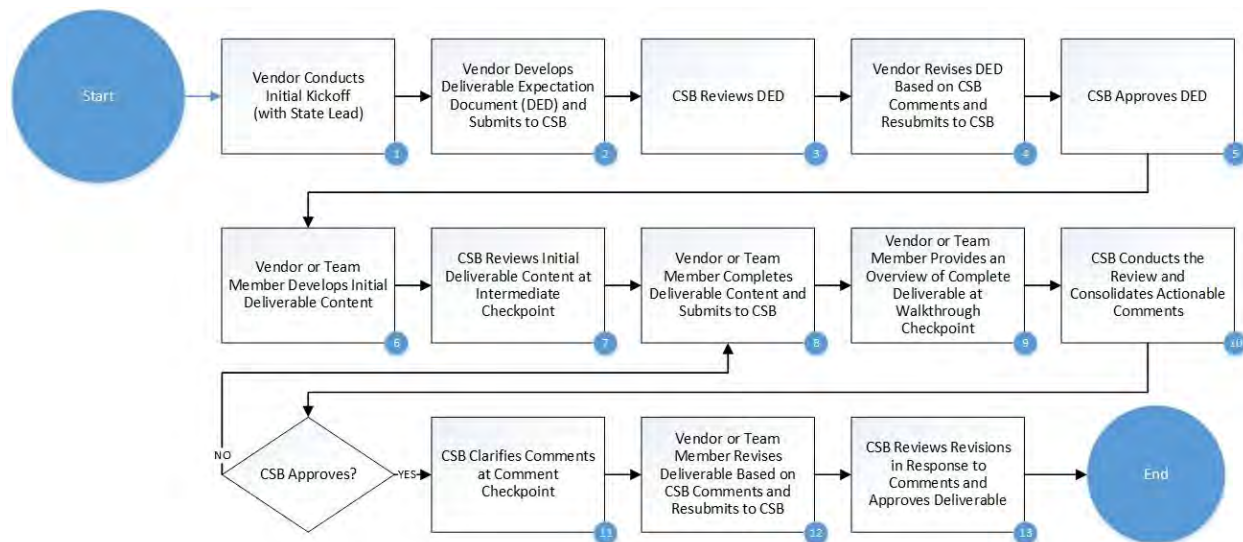 Start
Vendor Conducts
Initial Kickoff
(with State Lead)
1
Vendor Develops
Deliverable Expectation
Document (DED) and
Submits to CSB
2
CSB Reviews DED
3
Vendor Revises DED
Based on CSB
Comments and
Resubmits to CSB
4
CSB Approves DED
5
Vendor or Team
Member Develops Initial
Deliverable Content
6
CSB Reviews Initial
Deliverable Content at
Intermediate
Checkpoint
7
Vendor or Team
Member Completes
Deliverable Content and
Submits to CSB
8
Vendor or Team
Member Provides an
Overview of Complete
Deliverable at
Walkthrough
Checkpoint
9
CSB Conducts the
Review and
Consolidates Actionable
Comments
10
NO
CSB Approves?
YES
CSB Clarifies Comments
at Comment
Checkpoint
11
Vendor or Team
Member Revises
Deliverable Based on
CSB Comments and
Resubmits to CSB
12
CSB Reviews Revisions
in Response to
Comments and
Approves Deliverable
13
End